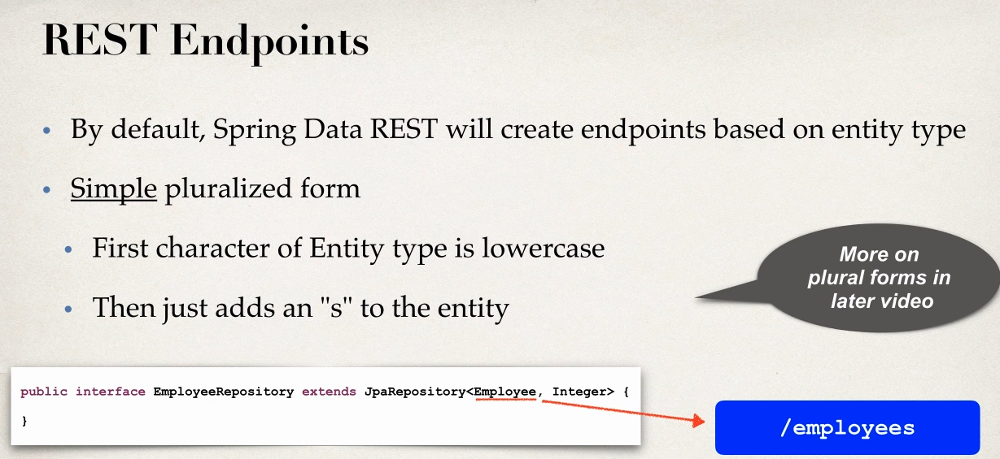 REST Endpoints
• By default, Spring Data REST will create endpoints based on entity type
• Simple pluralized form
• First character of Entity type is lowercase
• Then just adds an "s" to the entity
More on
plural forms in
later video
public interface EmployeeRepository extends JpaRepository<Employee, Integer> {
}
/employees